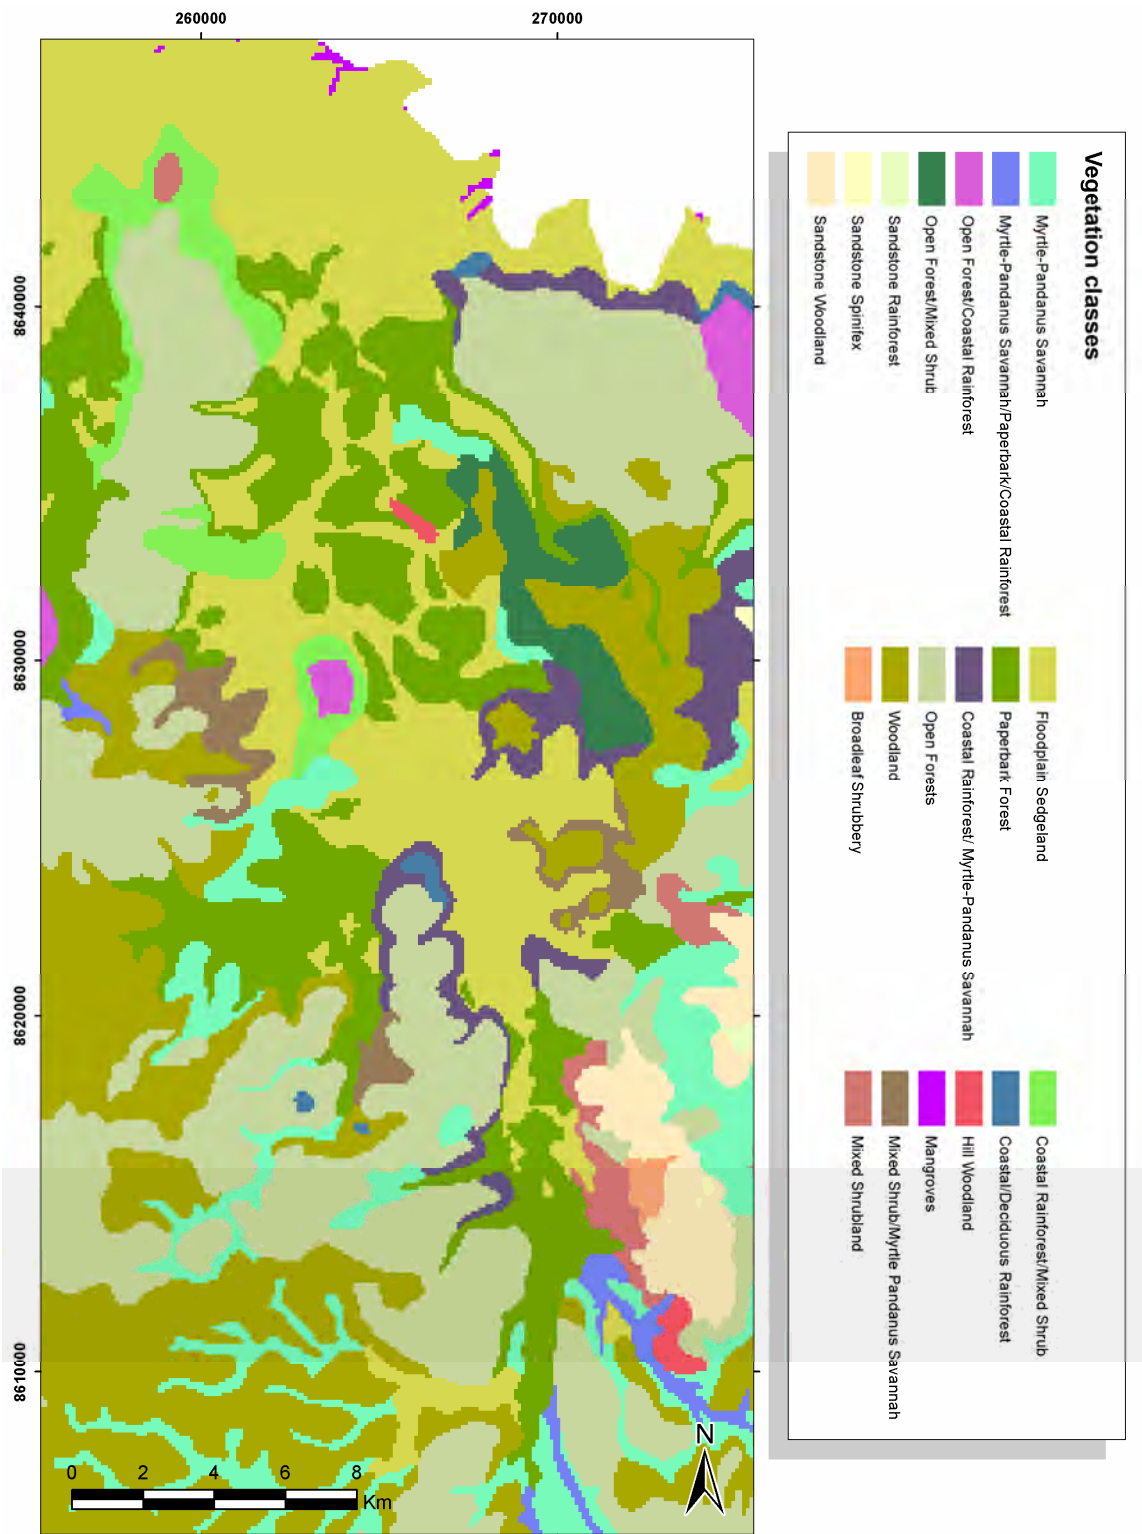 260000
270000
8640000
8630000
8620000
8610000
N
0 2 4 6 8
Km
Vegetation classes
Myrtle-Pandanus Savannah
Myrtle-Pandanus Savannah/Paperbark/Coastal Rainforest
Open Forest/Coastal Rainforest
Open Forest/Mixed Shrub
Sandstone Rainforest
Sandstone Spinifex
Sandstone Woodland
Floodplain Sedgeland
Paperbark Forest
Coastal Rainforest/ Myrtle-Pandanus Savannah
Open Forests
Woodland
Broadleaf Shrubbery
Coastal Rainforest/Mixed Shrub
Coastal/Deciduous Rainforest
Hill Woodland
Mangroves
Mixed Shrub/Myrtle Pandanus Savannah
Mixed Shrubland